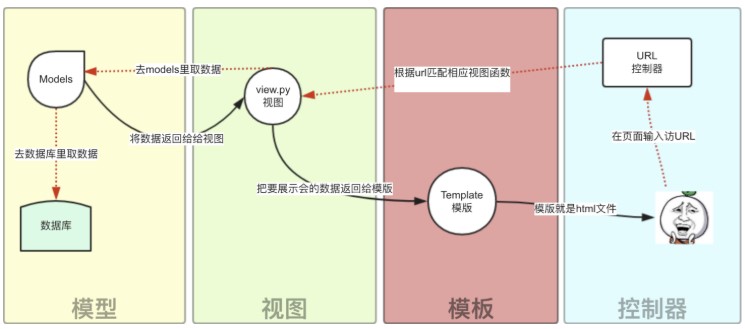 Models
去models里取数据
view.py
视图
根据url匹配相应视图函数
URL
控制器
将数据返回给给视图
在页面输入访URL
去数据库里取数据
把要展示会的数据返回给模版
Template
模版
模版就是html文件
数据库
模型
视图
模板
控制器